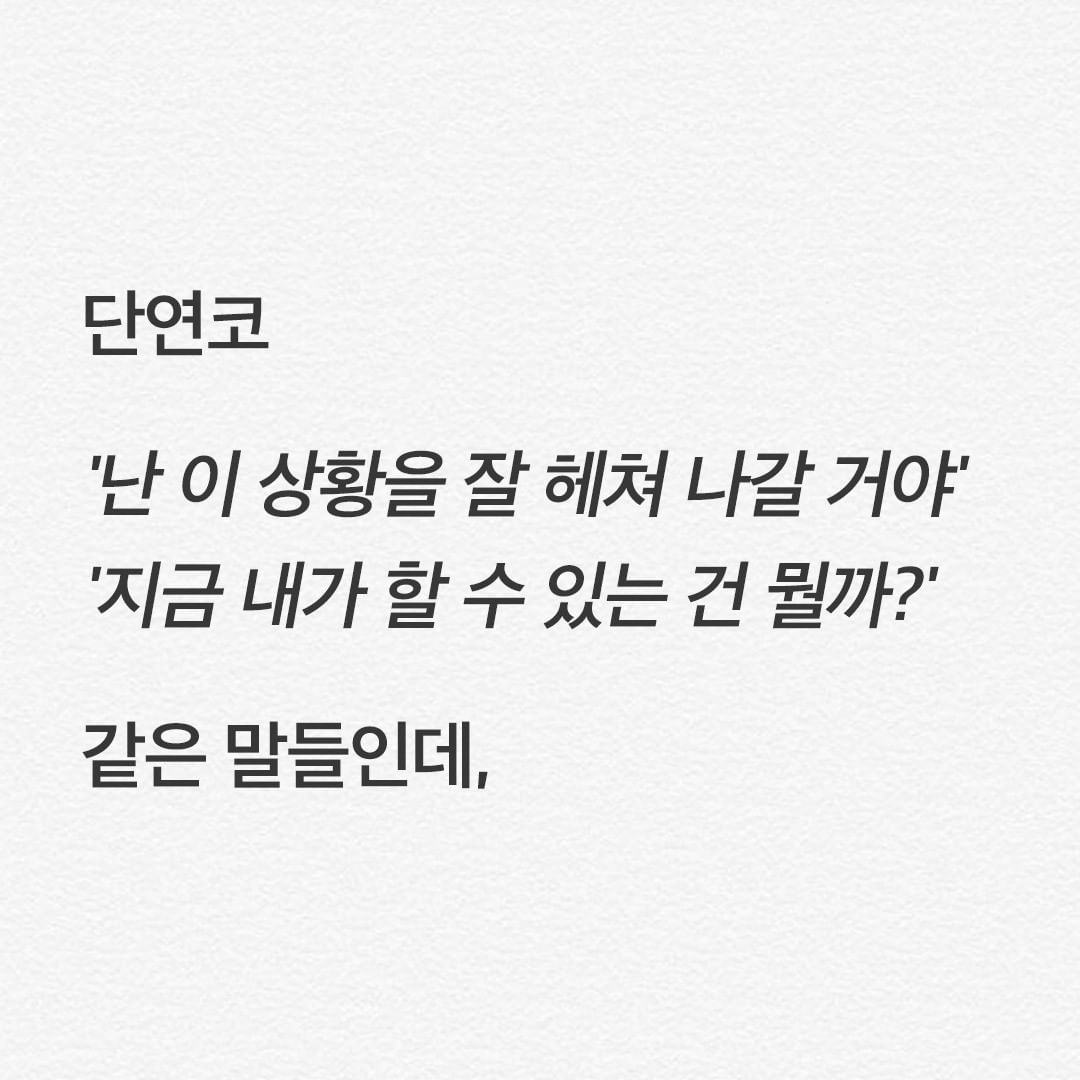 단연코
'난 이 상황을 잘 헤쳐 나갈 거야'
'지금 내가 할 수 있는 건 뭘까?'
같은 말들인데,